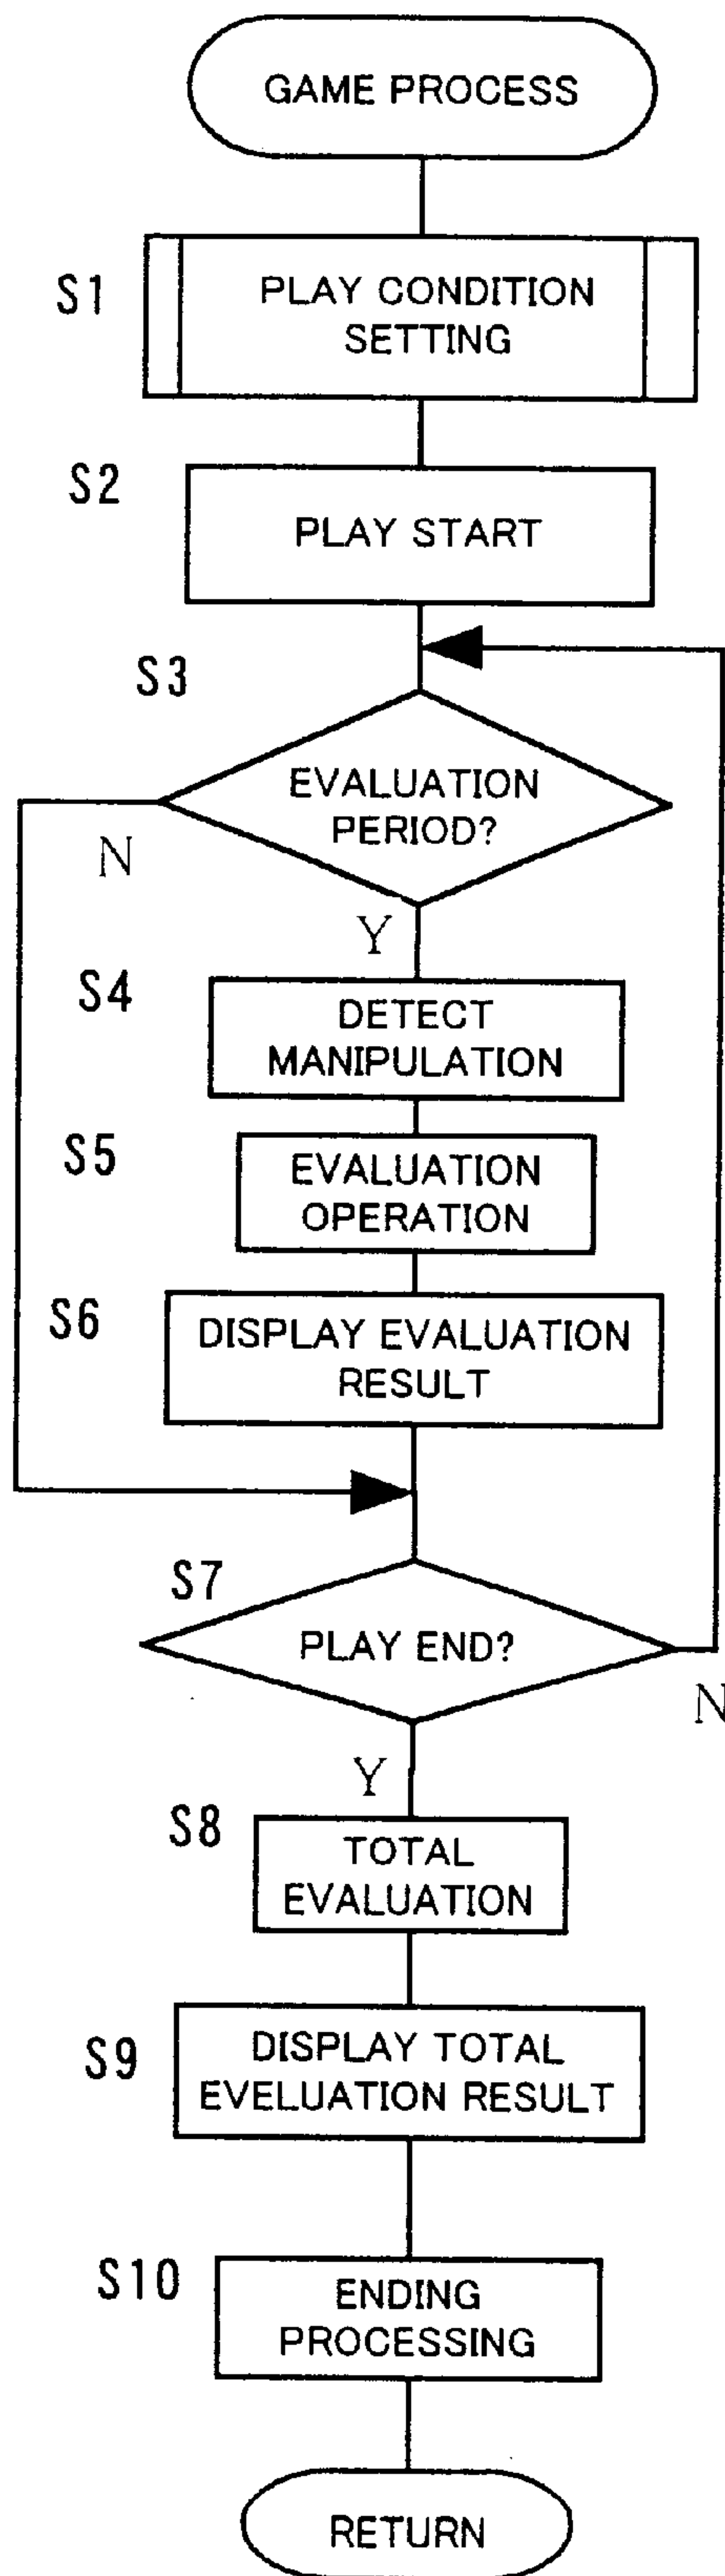 GAME PROCESS
S1
PLAY CONDITION
SETTING
S2
PLAY START
S3
EVALUATION
PERIOD?
N
Y
S4
DETECT
MANIPULATION
S5
EVALUATION
OPERATION
S6
DISPLAY EVALUATION
RESULT
S7
PLAY END?
N
Y
S8
TOTAL
EVALUATION
S9
DISPLAY TOTAL
EVELUATION RESULT
S10
ENDING
PROCESSING
RETURN